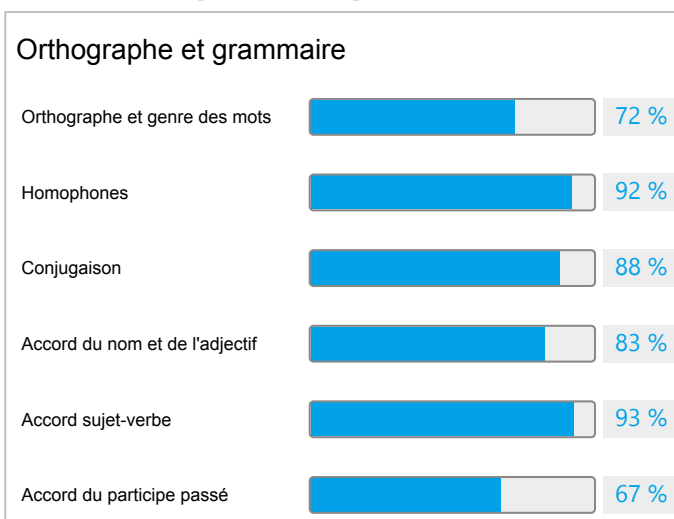 Orthographe et grammaire
Orthographe et genre des mots 72 %
Homophones 92 %
Conjugaison 88 %
Accord du nom et de l'adjectif 83 %
Accord sujet-verbe 93 %
Accord du participe passé 67 %